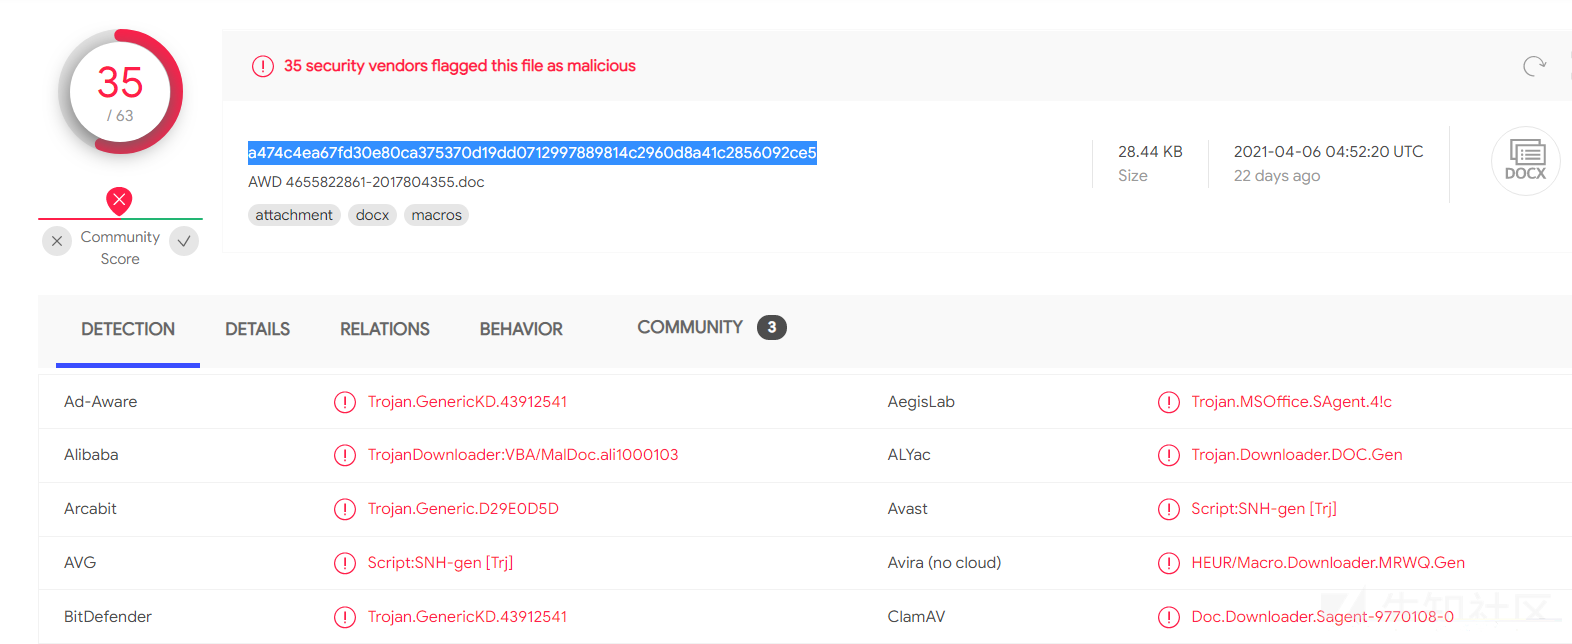 35
/ 63
35 security vendors flagged this file as malicious
a474c4ea67fd30e80ca375370d19dd0712997889814c2960d8a41c2856092ce5
AWD 4655822861-2017804355.doc
attachment docx macros
28.44 KB
Size
2021-04-06 04:52:20 UTC
22 days ago
DOCX
Community
Score
DETECTION DETAILS RELATIONS BEHAVIOR COMMUNITY 3
Ad-Aware Trojan.GenericKD.43912541 AegisLab Trojan.MSOffice.SAgent.4!c
Alibaba TrojanDownloader:VBA/MalDoc.ali1000103 ALYac Trojan.Downloader.DOC.Gen
Arcabit Trojan.Generic.D29E0D5D Avast Script:SNH-gen [Trj]
AVG Script:SNH-gen [Trj] Avira (no cloud) HEUR/Macro.Downloader.MRWQ.Gen
BitDefender Trojan.GenericKD.43912541 ClamAV Doc.Downloader.Sagent-9770108-0
先知社区